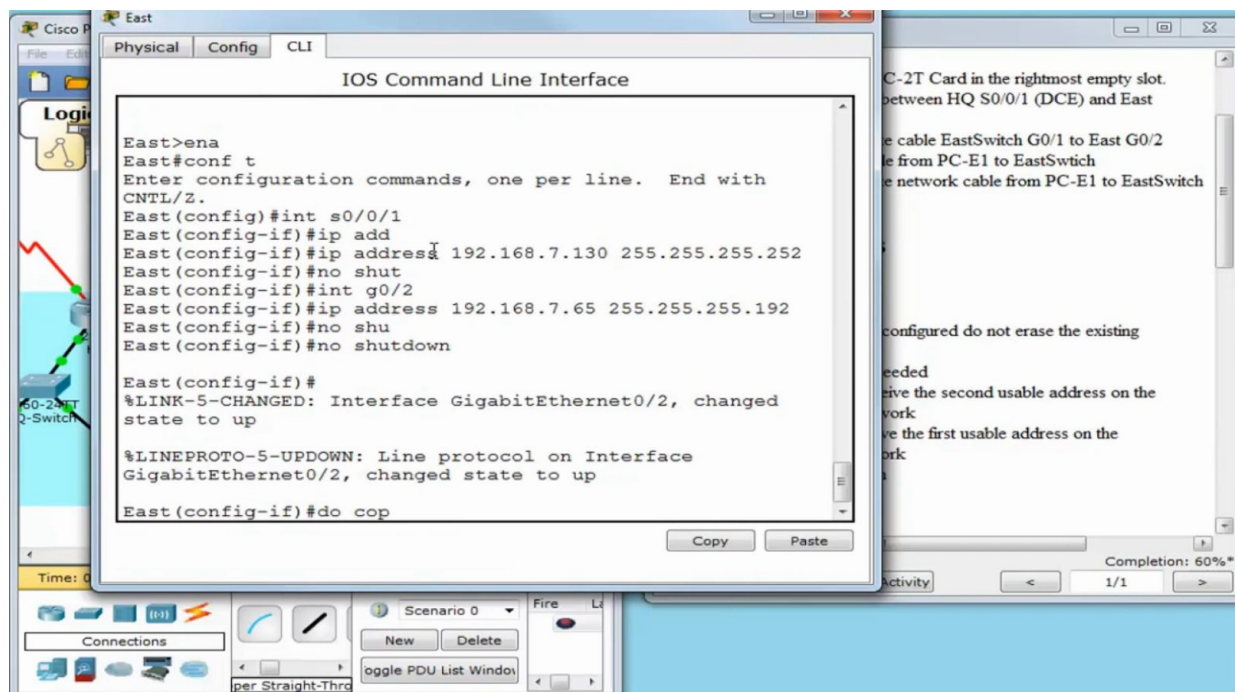 East
Cisco P
File Edit
Physical Config CLI
IOS Command Line Interface
Logi
East>ena
East#conf t
Enter configuration commands, one per line. End with
CNTL/Z.
East(config)#int s0/0/1
East(config-if)#ip add
East(config-if)#ip address 192.168.7.130 255.255.255.252
East(config-if)#no shut
East(config-if)#int g0/2
East(config-if)#ip address 192.168.7.65 255.255.255.192
East(config-if)#no shu
East(config-if)#no shutdown
East(config-if)#
%LINK-5-CHANGED: Interface GigabitEthernet0/2, changed
state to up
%LINEPROTO-5-UPDOWN: Line protocol on Interface
GigabitEthernet0/2, changed state to up
East(config-if)#do cop
Copy Paste
C-2T Card in the rightmost empty slot.
between HQ S0/0/1 (DCE) and East
e cable EastSwitch G0/1 to East G0/2
le from PC-E1 to EastSwtich
e network cable from PC-E1 to EastSwitch
s
configured do not erase the existing
eeded
eive the second usable address on the
work
ve the first usable address on the
ork
60-24TT
Q-Switch
Completion: 60%*
Activity < 1/1 >
Time: 0
Scenario 0
Fire La
Connections
New Delete
oggle PDU List Window
per Straight-Thro